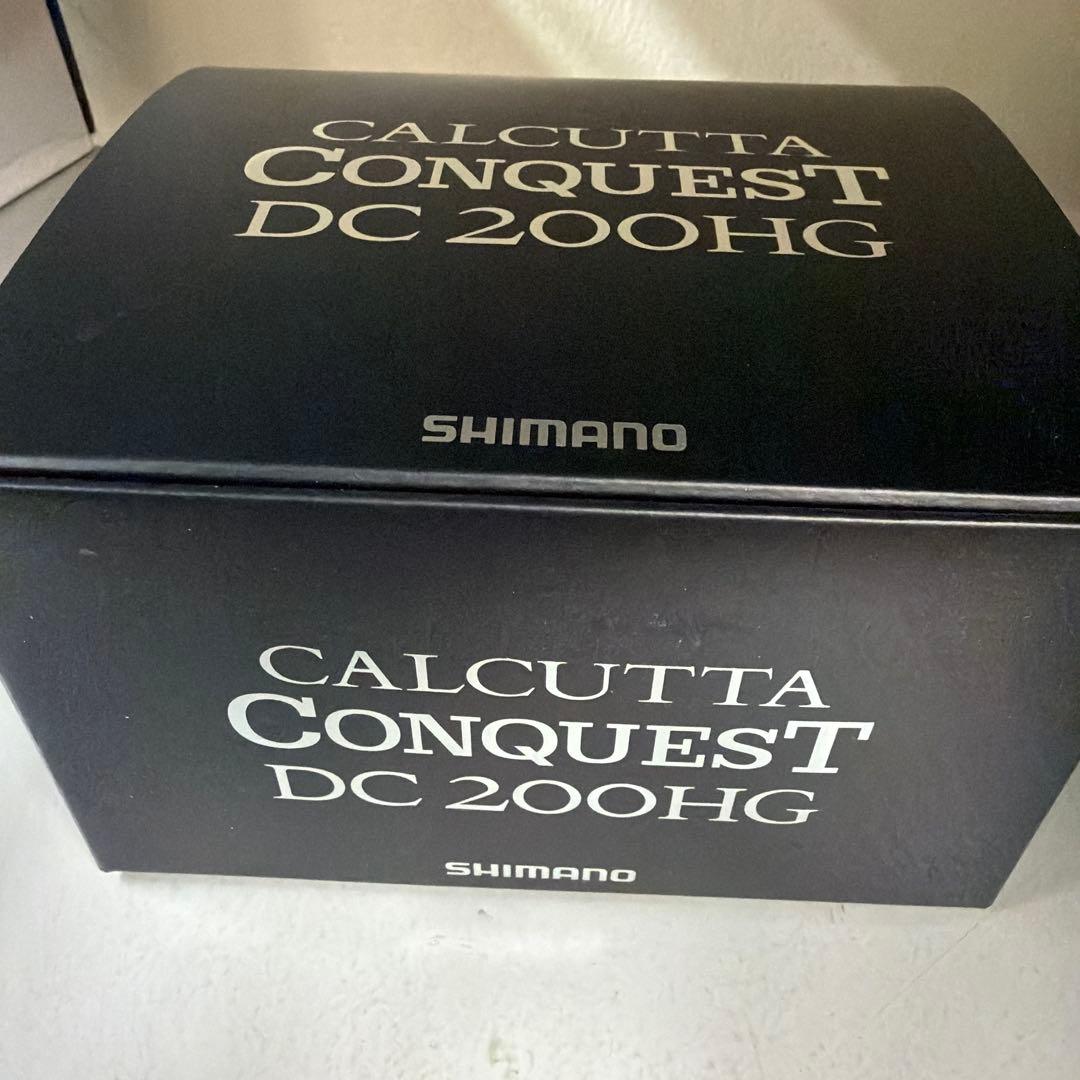 CALCUTTA
CONQUEST
DC 200HG
SHIMANO
CALCUTTA
CONQUEST
DC 200HG
SHIMANO